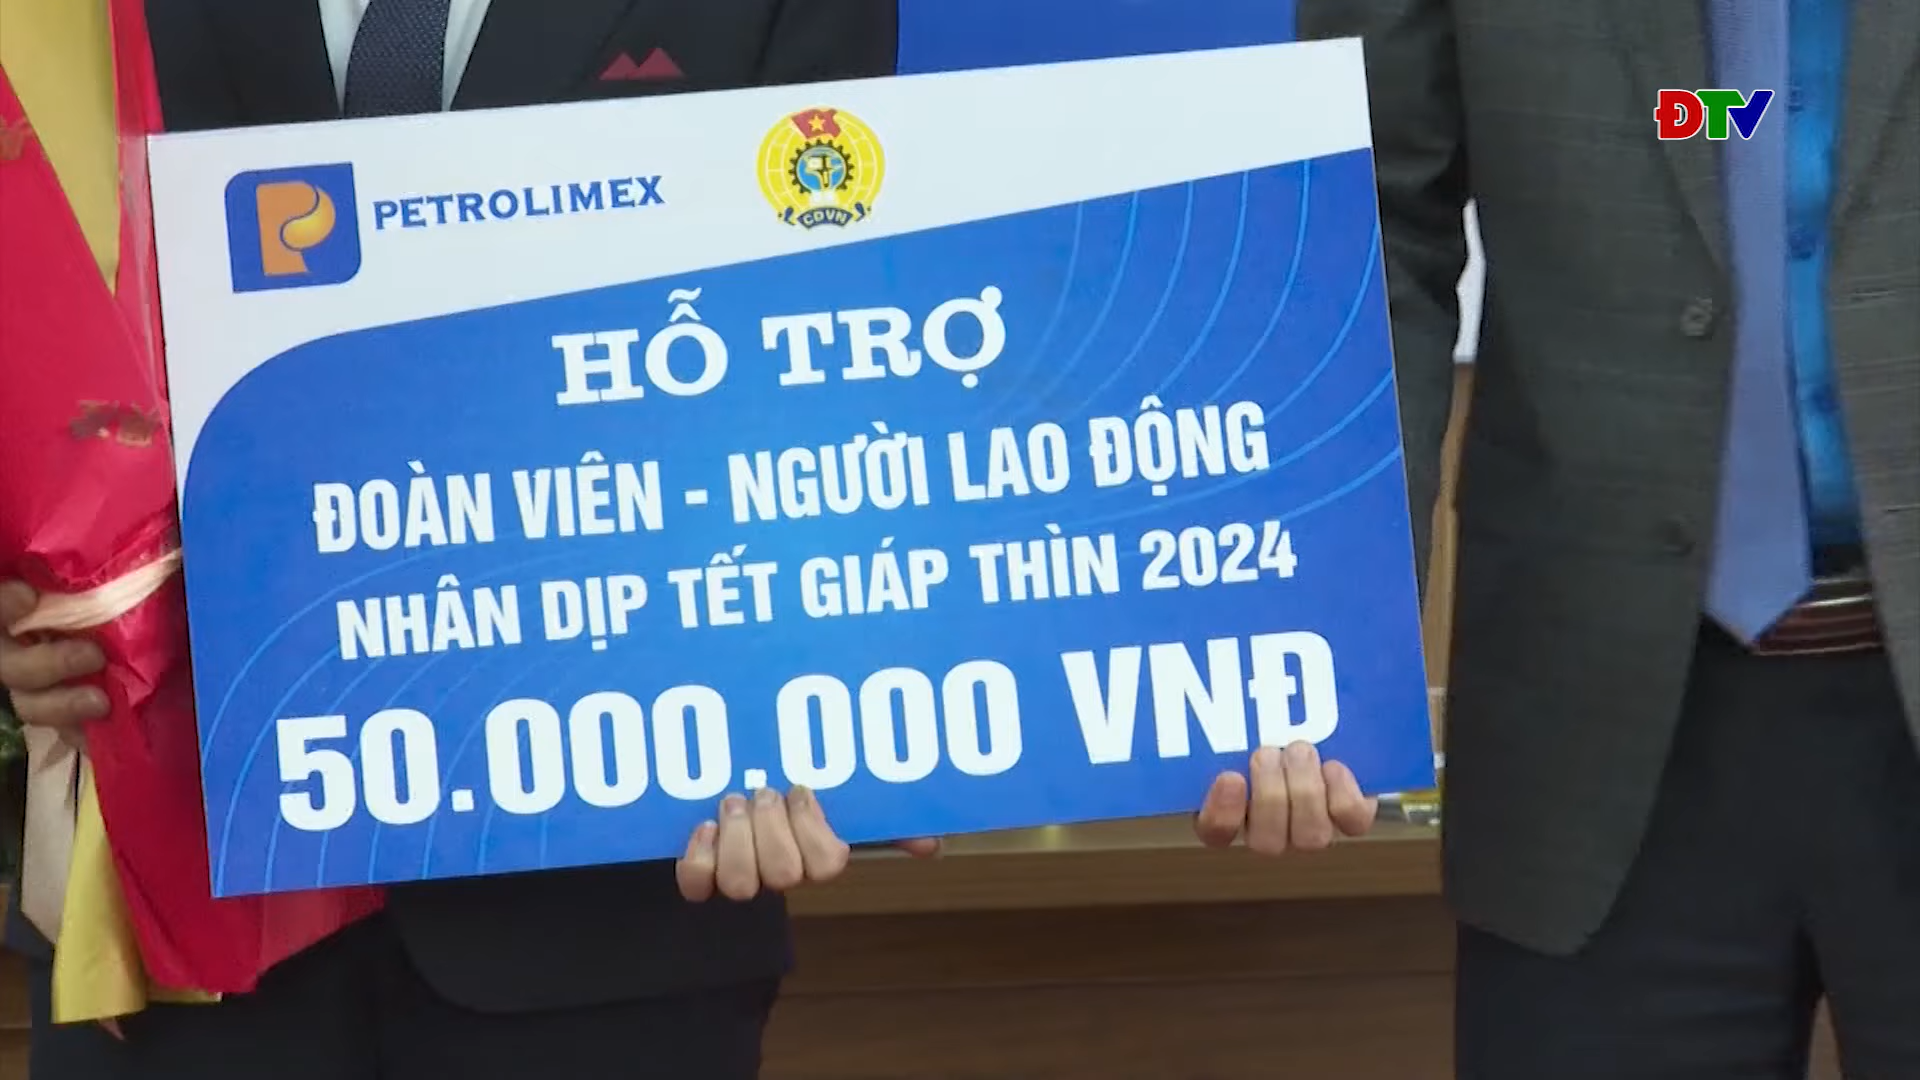 ĐTV
PETROLIMEX
CĐVN
HỖ TRỢ
ĐOÀN VIÊN - NGƯỜI LAO ĐỘNG
NHÂN DỊP TẾT GIÁP THÌN 2024
50.000.000 VNĐ